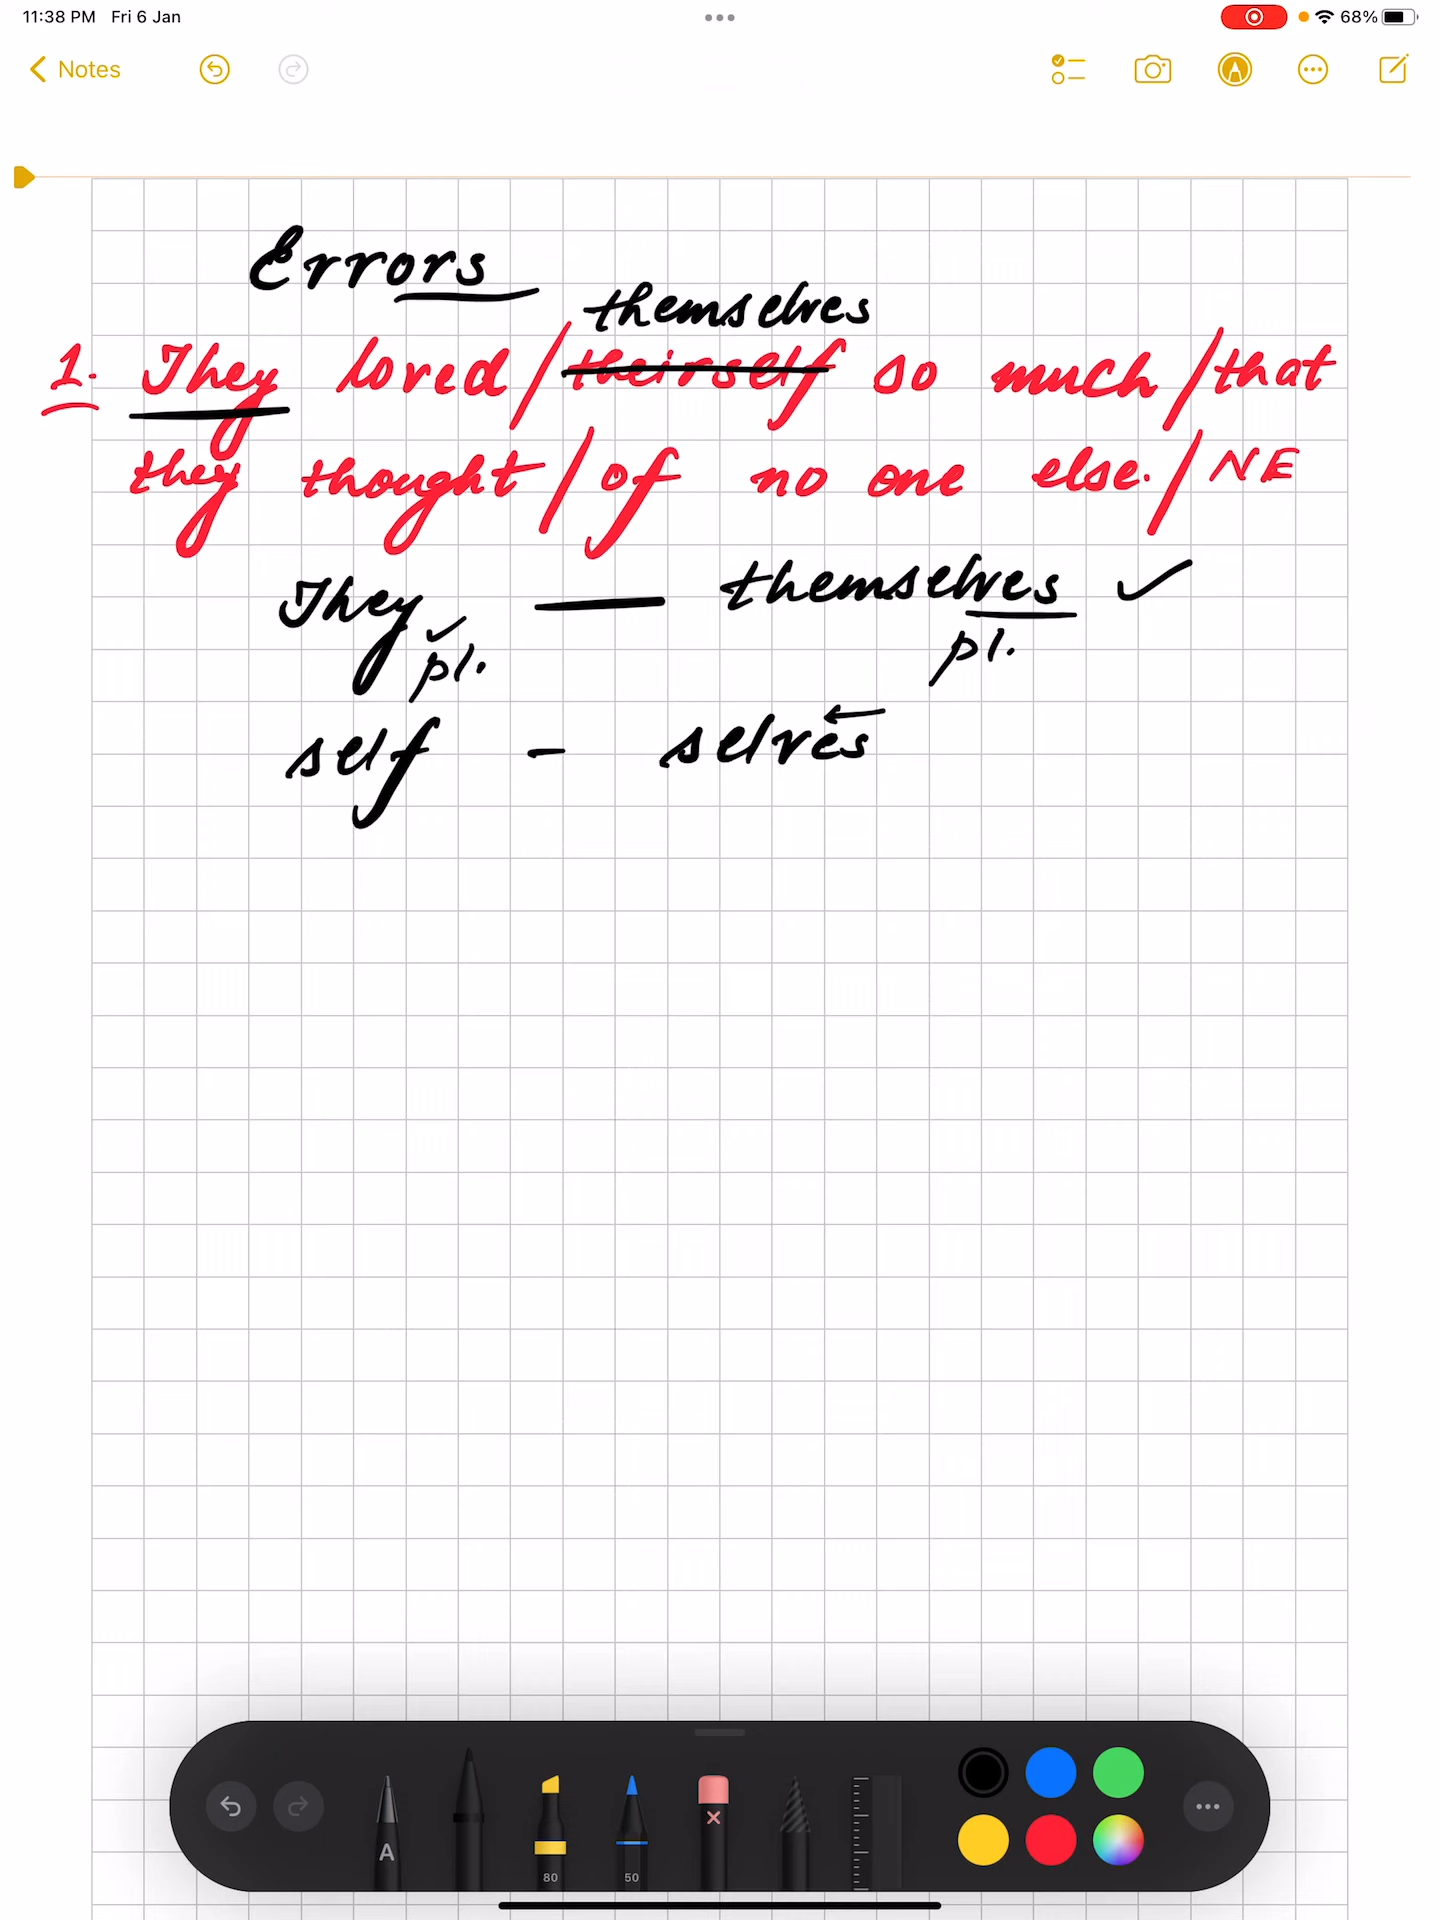 11:38 PM Fri 6 Jan
68%
Notes
Errors
themselves
1. They loved/theirself so much/that
they thought/of no one else./NE
They — themselves ✓
✓
pl. pl.
self - selves
A
80
50